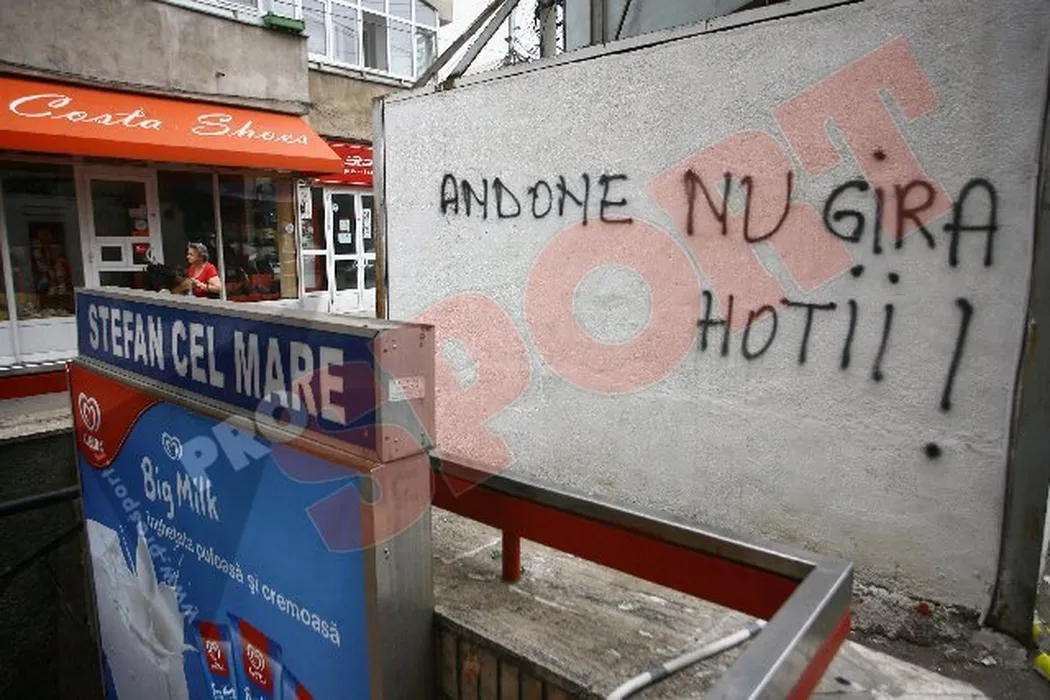 Costa Shoes
ANDONE NU GIRA
HOTII!
STEFAN CEL MARE
Big Milk
înghețată pufoasă și cremoasă
PROSPORT